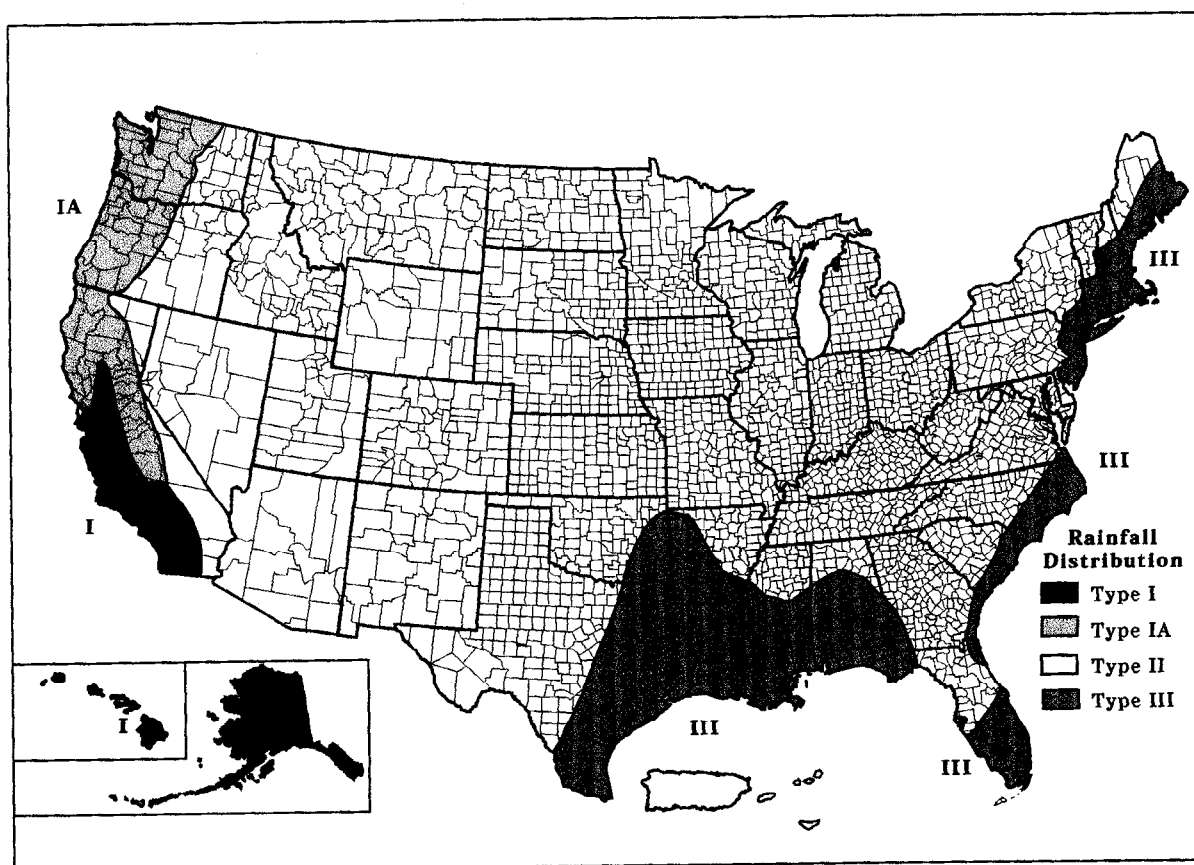 IA
III
III
I
Rainfall
Distribution
Type I
Type IA
Type II
Type III
I
III
III